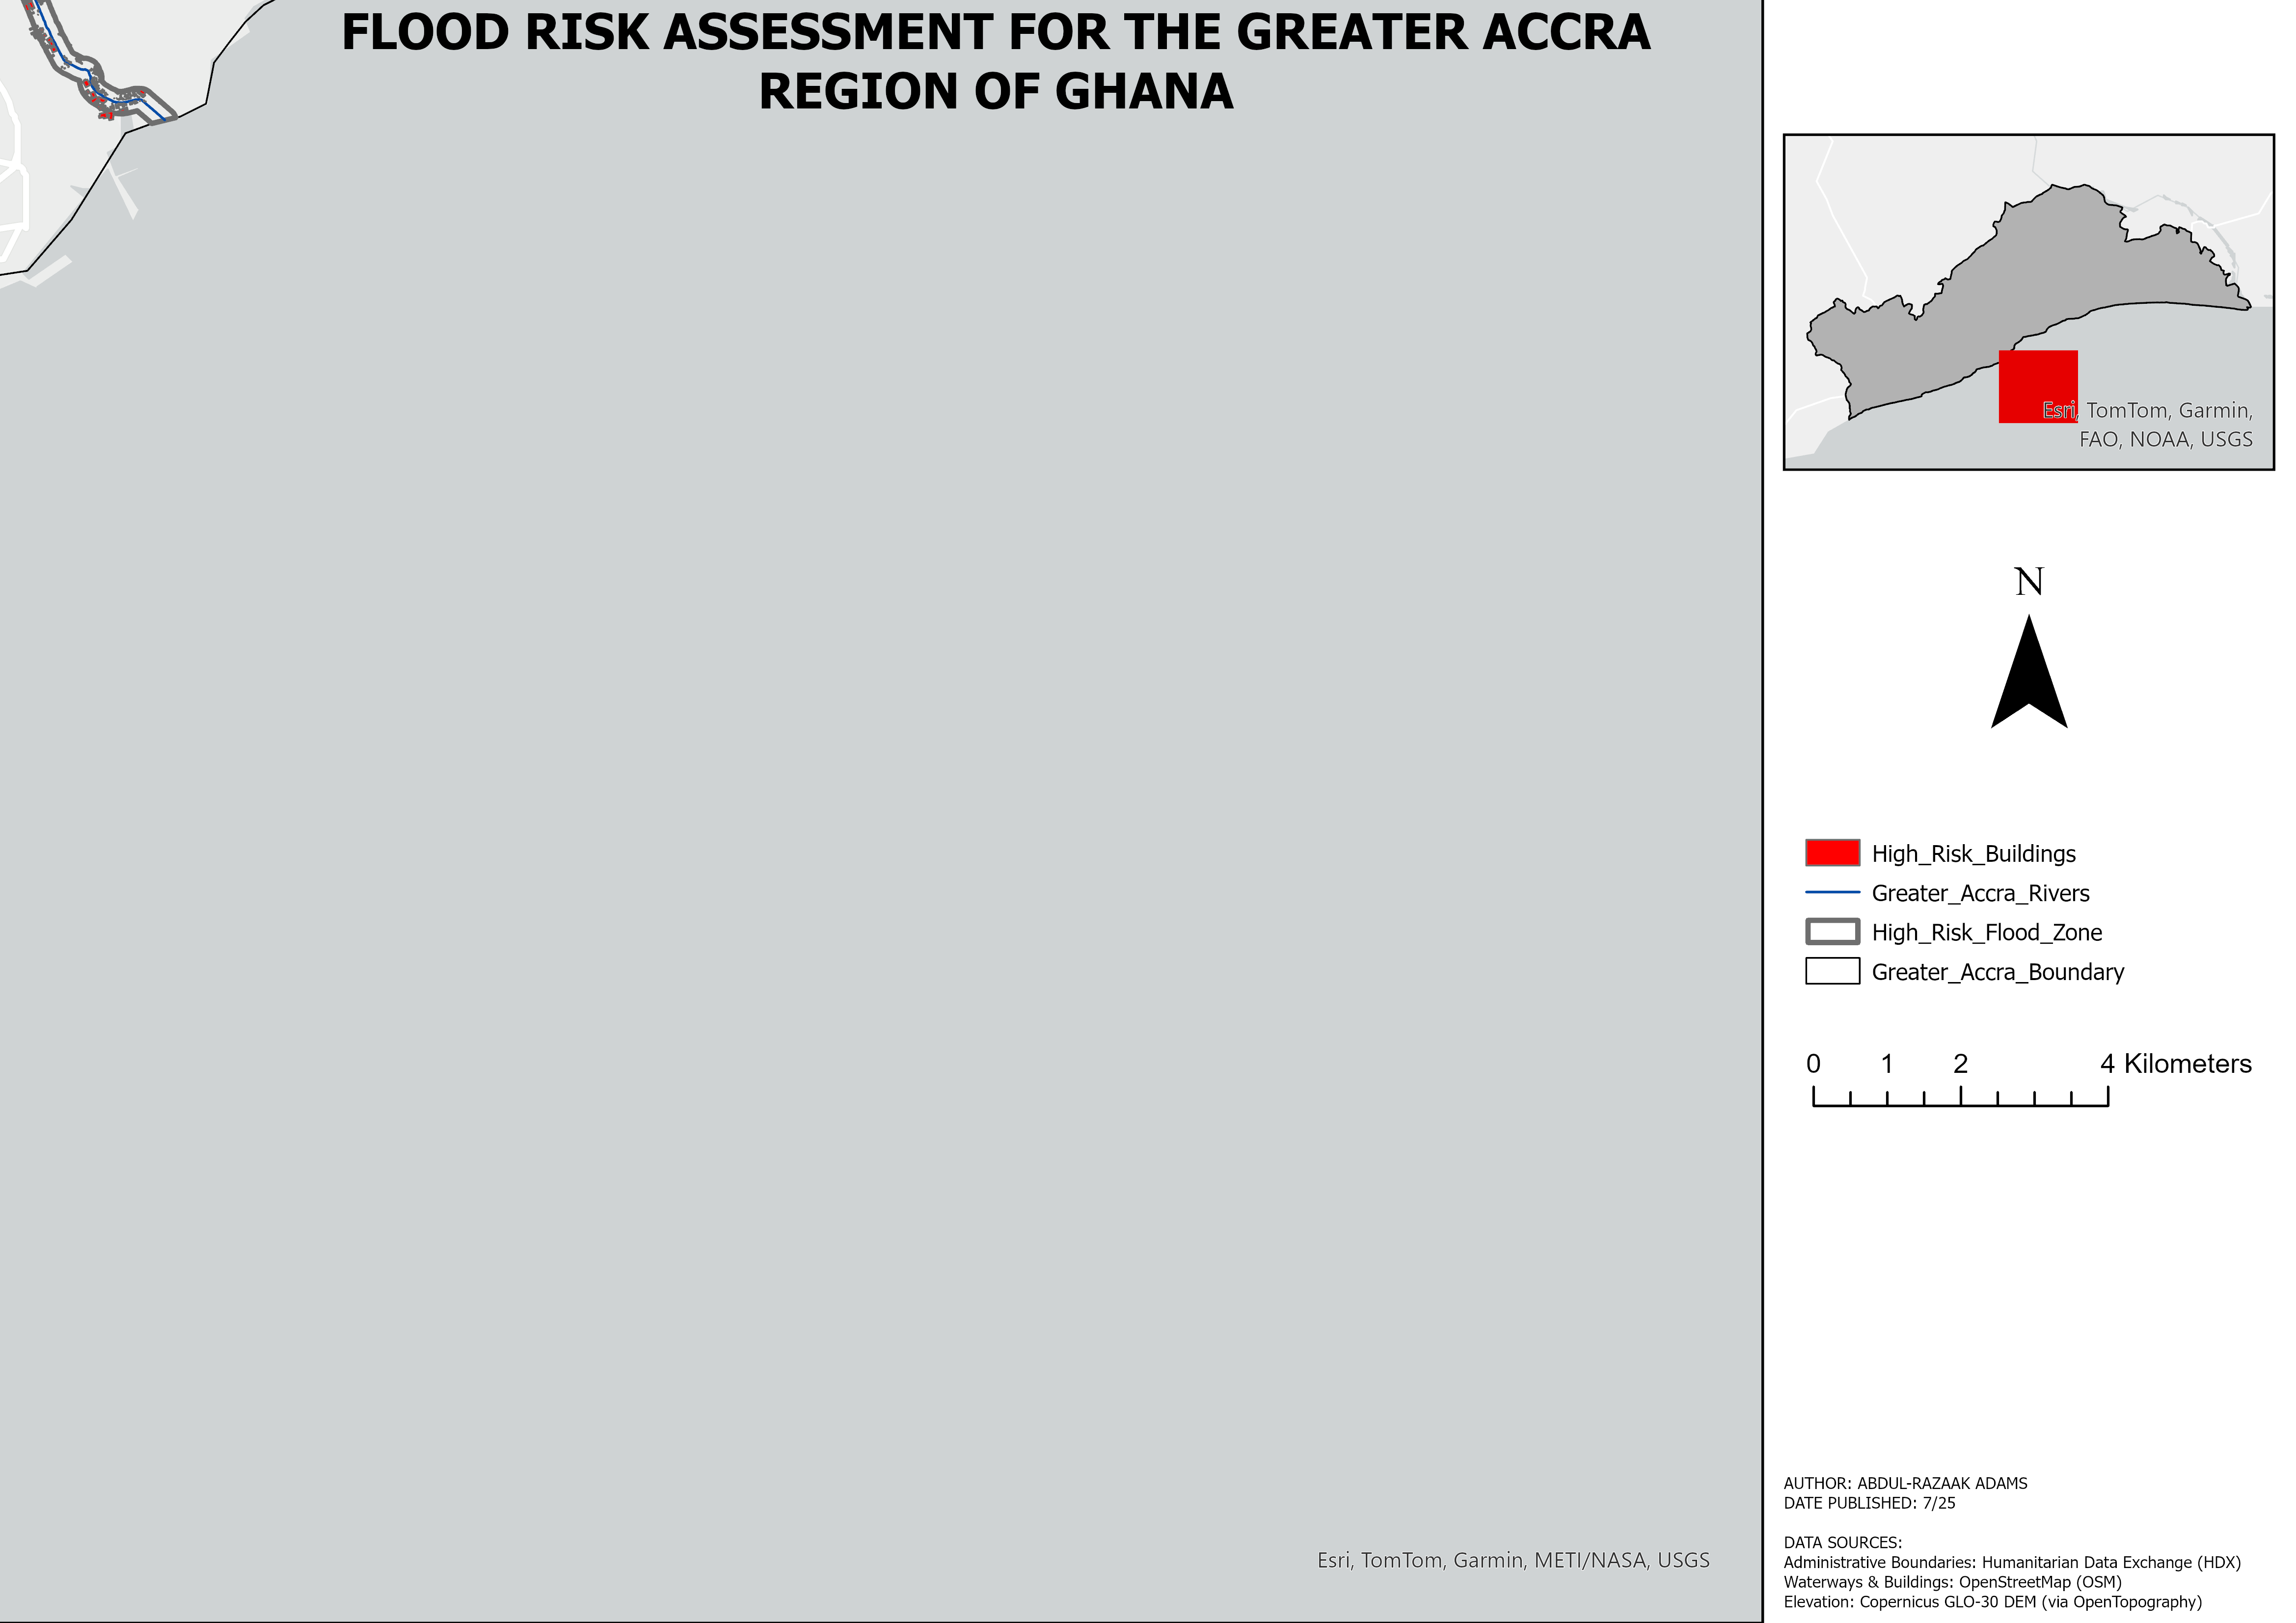 FLOOD RISK ASSESSMENT FOR THE GREATER ACCRA
REGION OF GHANA
Esri, TomTom, Garmin,
FAO, NOAA, USGS
N
High_Risk_Buildings
Greater_Accra_Rivers
High_Risk_Flood_Zone
Greater_Accra_Boundary
0 1 2 4 Kilometers
Esri, TomTom, Garmin, METI/NASA, USGS
AUTHOR: ABDUL-RAZAAK ADAMS
DATE PUBLISHED: 7/25
DATA SOURCES:
Administrative Boundaries: Humanitarian Data Exchange (HDX)
Waterways & Buildings: OpenStreetMap (OSM)
Elevation: Copernicus GLO-30 DEM (via OpenTopography)